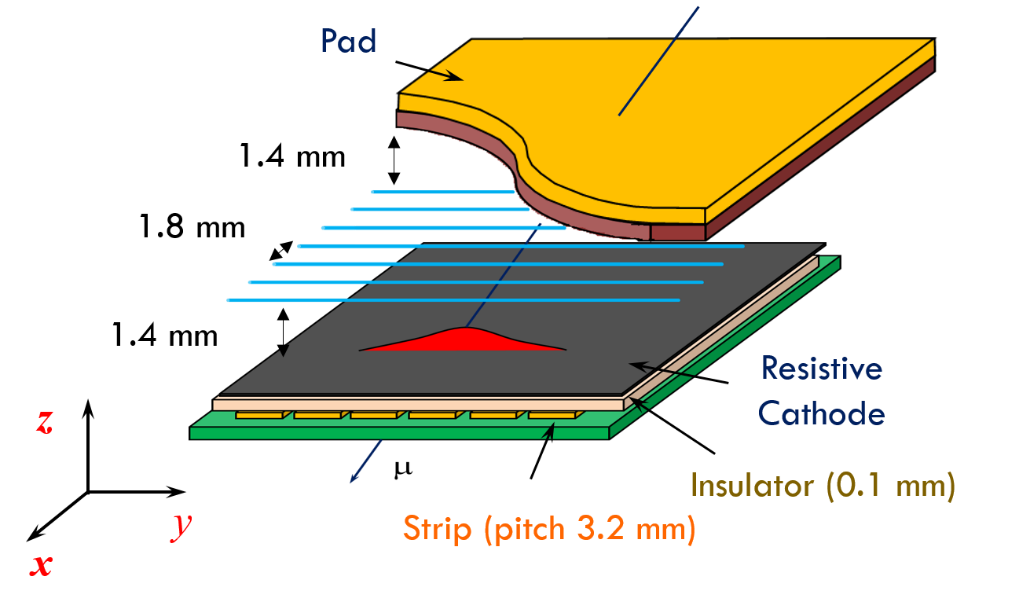 Pad
1.4 mm
1.8 mm
1.4 mm
Resistive
Cathode
z
μ
Insulator (0.1 mm)
y
Strip (pitch 3.2 mm)
x